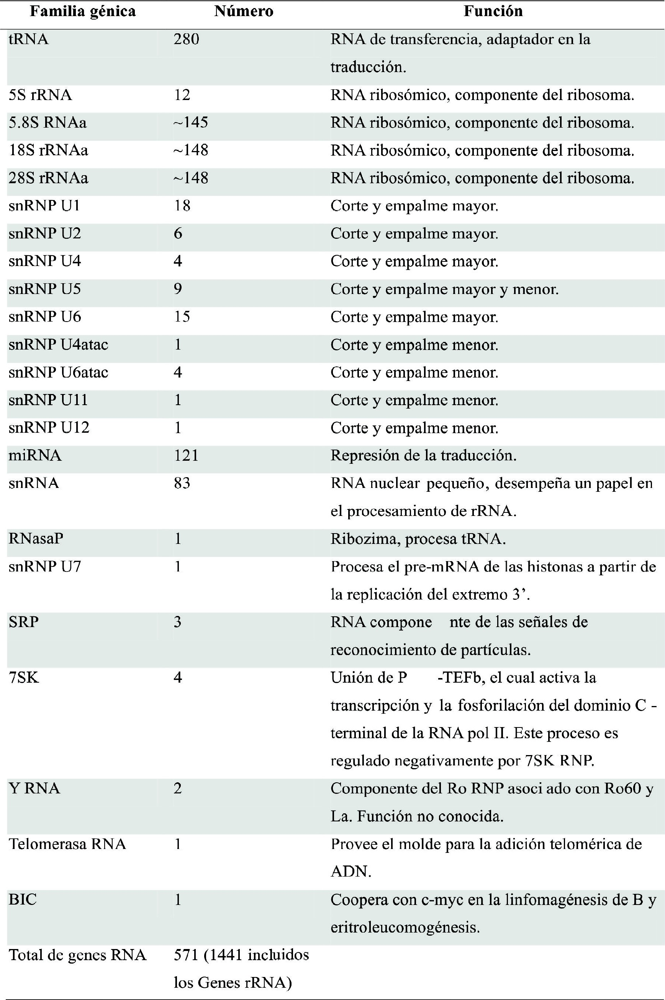 Familia génica Número Función
tRNA 280 RNA de transferencia, adaptador en la
traducción.
5S rRNA 12 RNA ribosómico, componente del ribosoma.
5.8S RNAa ~145 RNA ribosómico, componente del ribosoma.
18S rRNAa ~148 RNA ribosómico, componente del ribosoma.
28S rRNAa ~148 RNA ribosómico, componente del ribosoma.
snRNP U1 18 Corte y empalme mayor.
snRNP U2 6 Corte y empalme mayor.
snRNP U4 4 Corte y empalme mayor.
snRNP U5 9 Corte y empalme mayor y menor.
snRNP U6 15 Corte y empalme mayor.
snRNP U4atac 1 Corte y empalme menor.
snRNP U6atac 4 Corte y empalme menor.
snRNP U11 1 Corte y empalme menor.
snRNP U12 1 Corte y empalme menor.
miRNA 121 Represión de la traducción.
snRNA 83 RNA nuclear pequeño, desempeña un papel en
el procesamiento de rRNA.
RNasaP 1 Ribozima, procesa tRNA.
snRNP U7 1 Procesa el pre-mRNA de las histonas a partir de
la replicación del extremo 3’.
SRP 3 RNA compone nte de las señales de
reconocimiento de partículas.
7SK 4 Unión de P -TEFb, el cual activa la
transcripción y la fosforilación del dominio C -
terminal de la RNA pol II. Este proceso es
regulado negativamente por 7SK RNP.
Y RNA 2 Componente del Ro RNP asoci ado con Ro60 y
La. Función no conocida.
Telomerasa RNA 1 Provee el molde para la adición telomérica de
ADN.
BIC 1 Coopera con c-myc en la linfomagénesis de B y
eritroleucomogénesis.
Total de genes RNA 571 (1441 incluidos
los Genes rRNA)